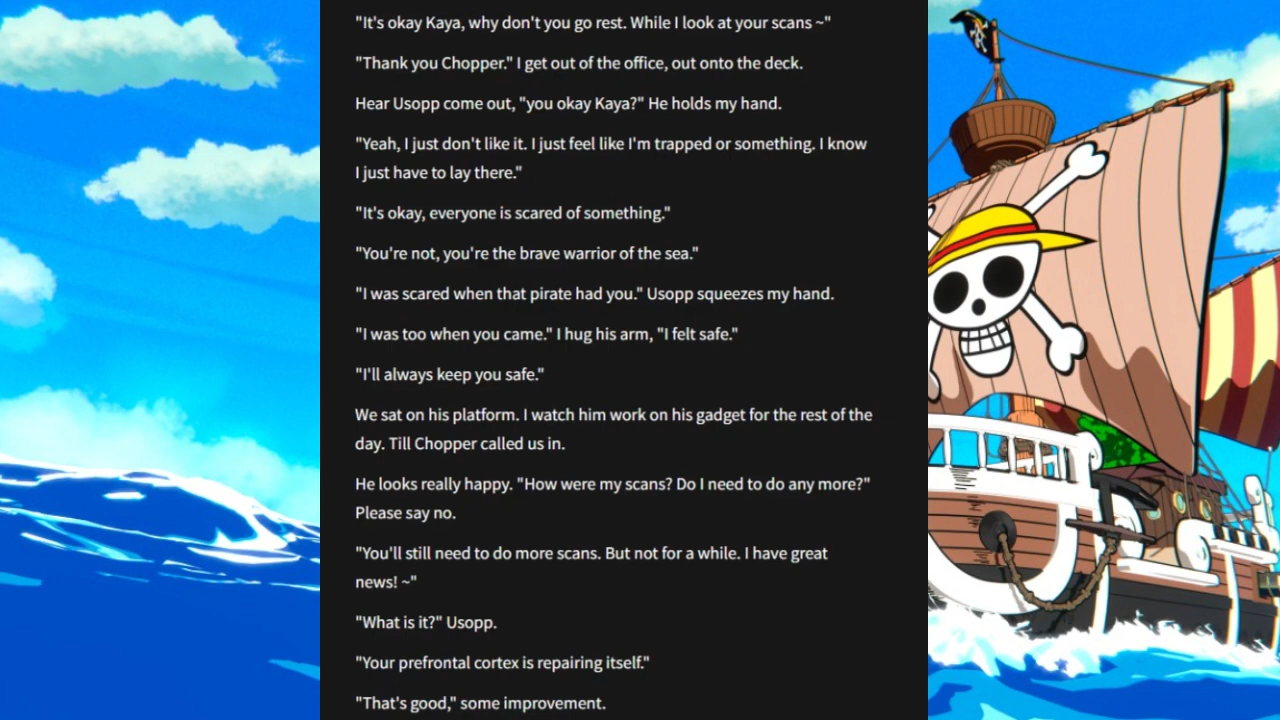 "It's okay Kaya, why don't you go rest. While I look at your scans ~"
"Thank you Chopper." I get out of the office, out onto the deck.
Hear Usopp come out, "you okay Kaya?" He holds my hand.
"Yeah, I just don't like it. I just feel like I'm trapped or something. I know
I just have to lay there."
"It's okay, everyone is scared of something."
"You're not, you're the brave warrior of the sea."
"I was scared when that pirate had you." Usopp squeezes my hand.
"I was too when you came." I hug his arm, "I felt safe."
"I'll always keep you safe."
We sat on his platform. I watch him work on his gadget for the rest of the
day. Till Chopper called us in.
He looks really happy. "How were my scans? Do I need to do any more?"
Please say no.
"You'll still need to do more scans. But not for a while. I have great
news! ~"
"What is it?" Usopp.
"Your prefrontal cortex is repairing itself."
"That's good," some improvement.